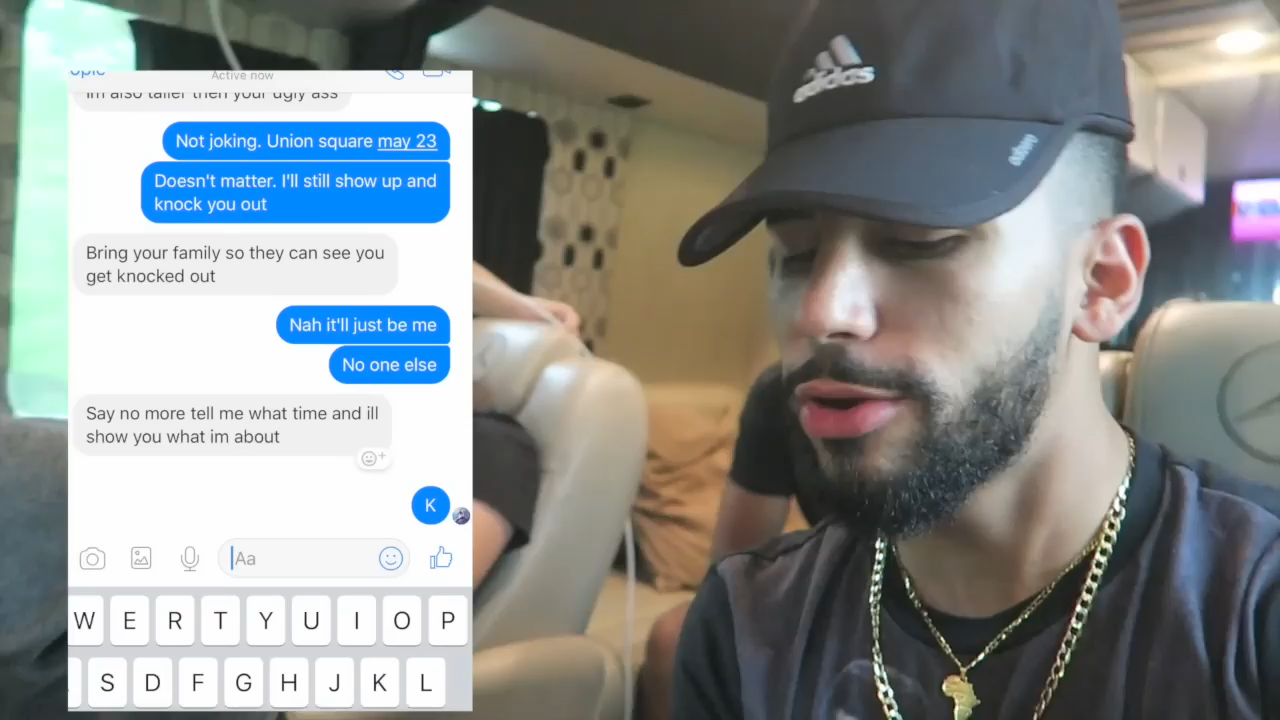 Active now
Im also taller then your ugly ass
Not joking. Union square may 23
Doesn't matter. I'll still show up and
knock you out
Bring your family so they can see you
get knocked out
Nah it'll just be me
No one else
Say no more tell me what time and ill
show you what im about
K
Aa
W E R T Y U I O P
S D F G H J K L
adidas